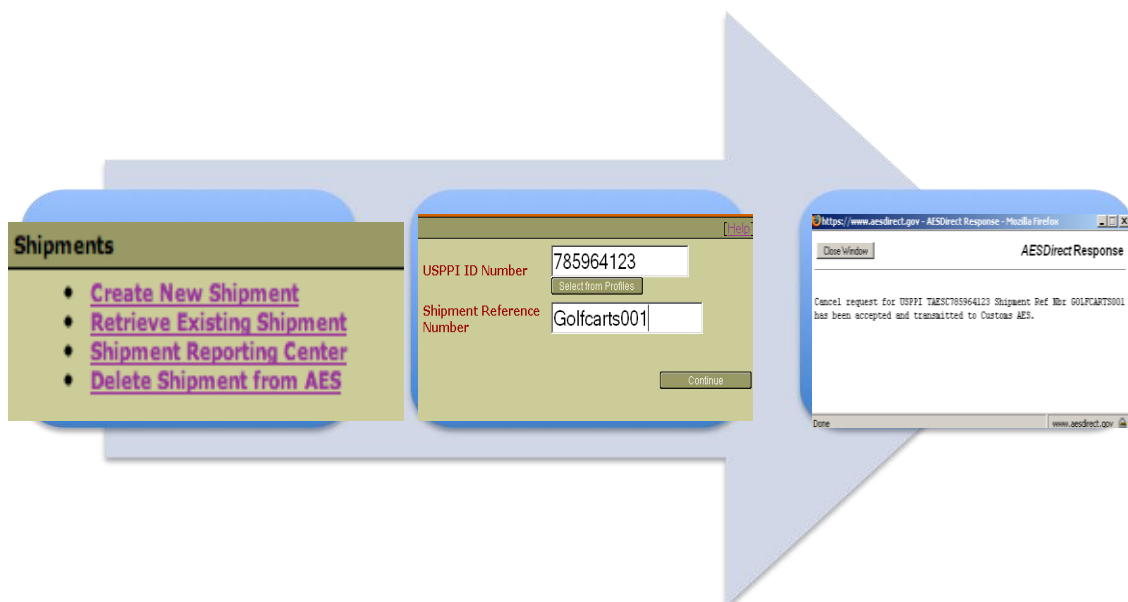 Shipments
Create New Shipment
Retrieve Existing Shipment
Shipment Reporting Center
Delete Shipment from AES
[Help]
USPPI ID Number
785964123
Select from Profiles
Shipment Reference
Number
Golfcarts001
Continue
https://www.aesdirect.gov - AESDirect Response - Mozilla Firefox
Close Window
AESDirect Response
Cancel request for USPPI TAESC785964123 Shipment Ref Nbr GOLFCARTS001
has been accepted and transmitted to Customs AES.
Done
www.aesdirect.gov